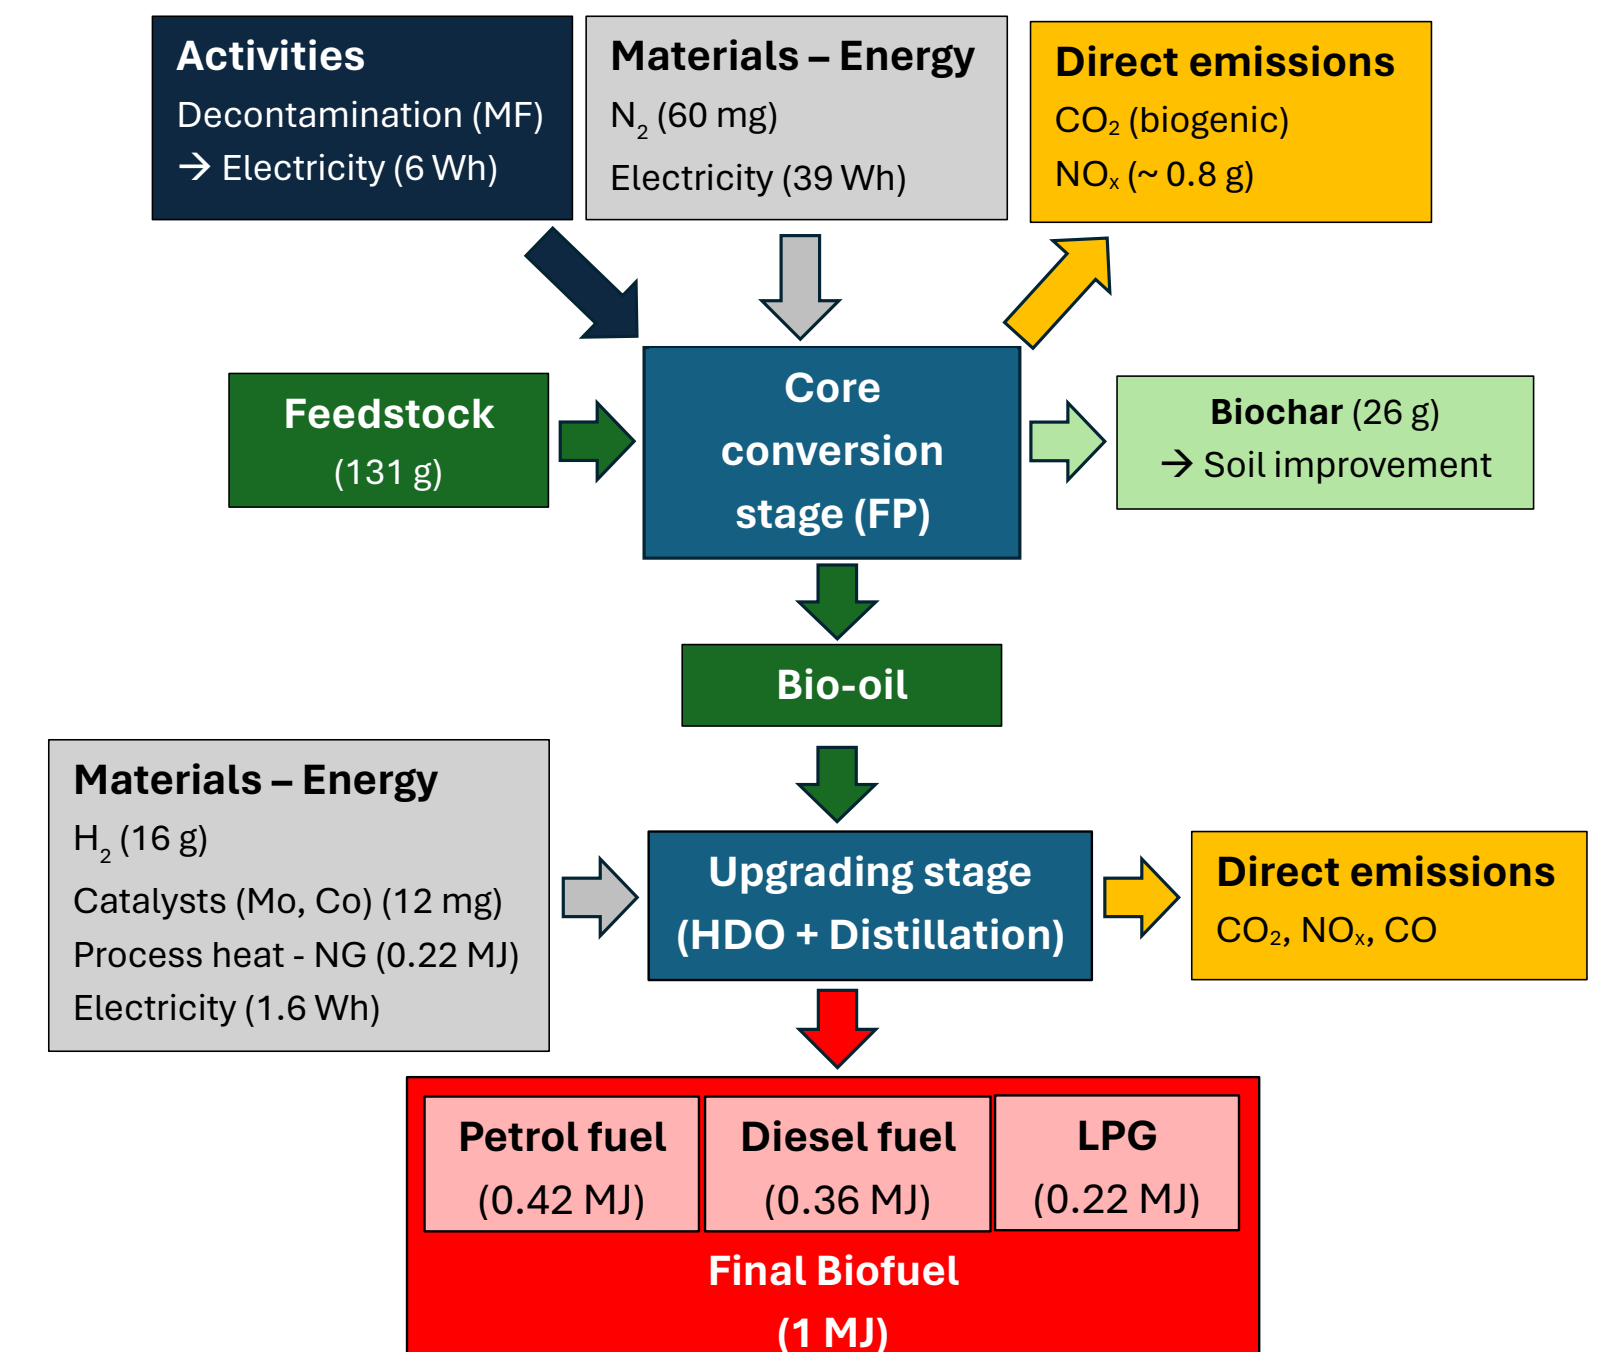 Activities
Decontamination (MF)
→ Electricity (6 Wh)
Materials – Energy
N₂ (60 mg)
Electricity (39 Wh)
Direct emissions
CO₂ (biogenic)
NOₓ (~ 0.8 g)
Feedstock
(131 g)
Core
conversion
stage (FP)
Biochar (26 g)
→ Soil improvement
Bio-oil
Materials – Energy
H₂ (16 g)
Catalysts (Mo, Co) (12 mg)
Process heat - NG (0.22 MJ)
Electricity (1.6 Wh)
Upgrading stage
(HDO + Distillation)
Direct emissions
CO₂, NOₓ, CO
Petrol fuel
(0.42 MJ)
Diesel fuel
(0.36 MJ)
LPG
(0.22 MJ)
Final Biofuel
(1 MJ)